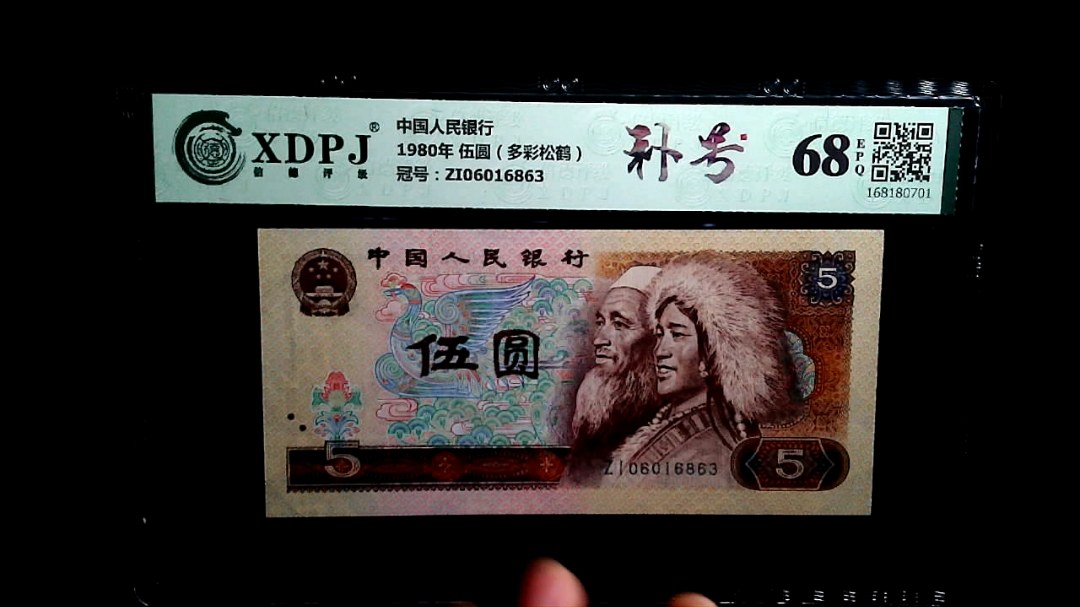 XDPJ®
信德评级
中国人民银行
1980年 伍圆（多彩松鹤）
冠号：ZI06016863
补号
68
EPQ
168180701
中国人民银行
5
伍圆
5
ZI06016863
5